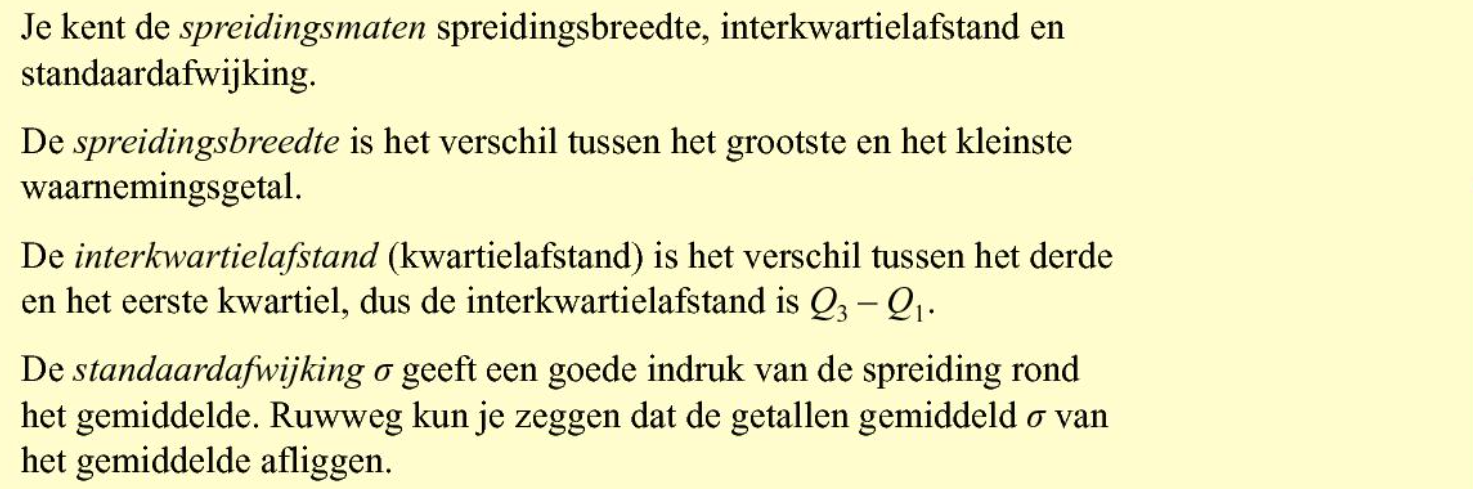 Je kent de spreidingsmaten spreidingsbreedte, interkwartielafstand en
standaardafwijking.
De spreidingsbreedte is het verschil tussen het grootste en het kleinste
waarnemingsgetal.
De interkwartielafstand (kwartielafstand) is het verschil tussen het derde
en het eerste kwartiel, dus de interkwartielafstand is Q₃ – Q₁.
De standaardafwijking σ geeft een goede indruk van de spreiding rond
het gemiddelde. Ruwweg kun je zeggen dat de getallen gemiddeld σ van
het gemiddelde afliggen.